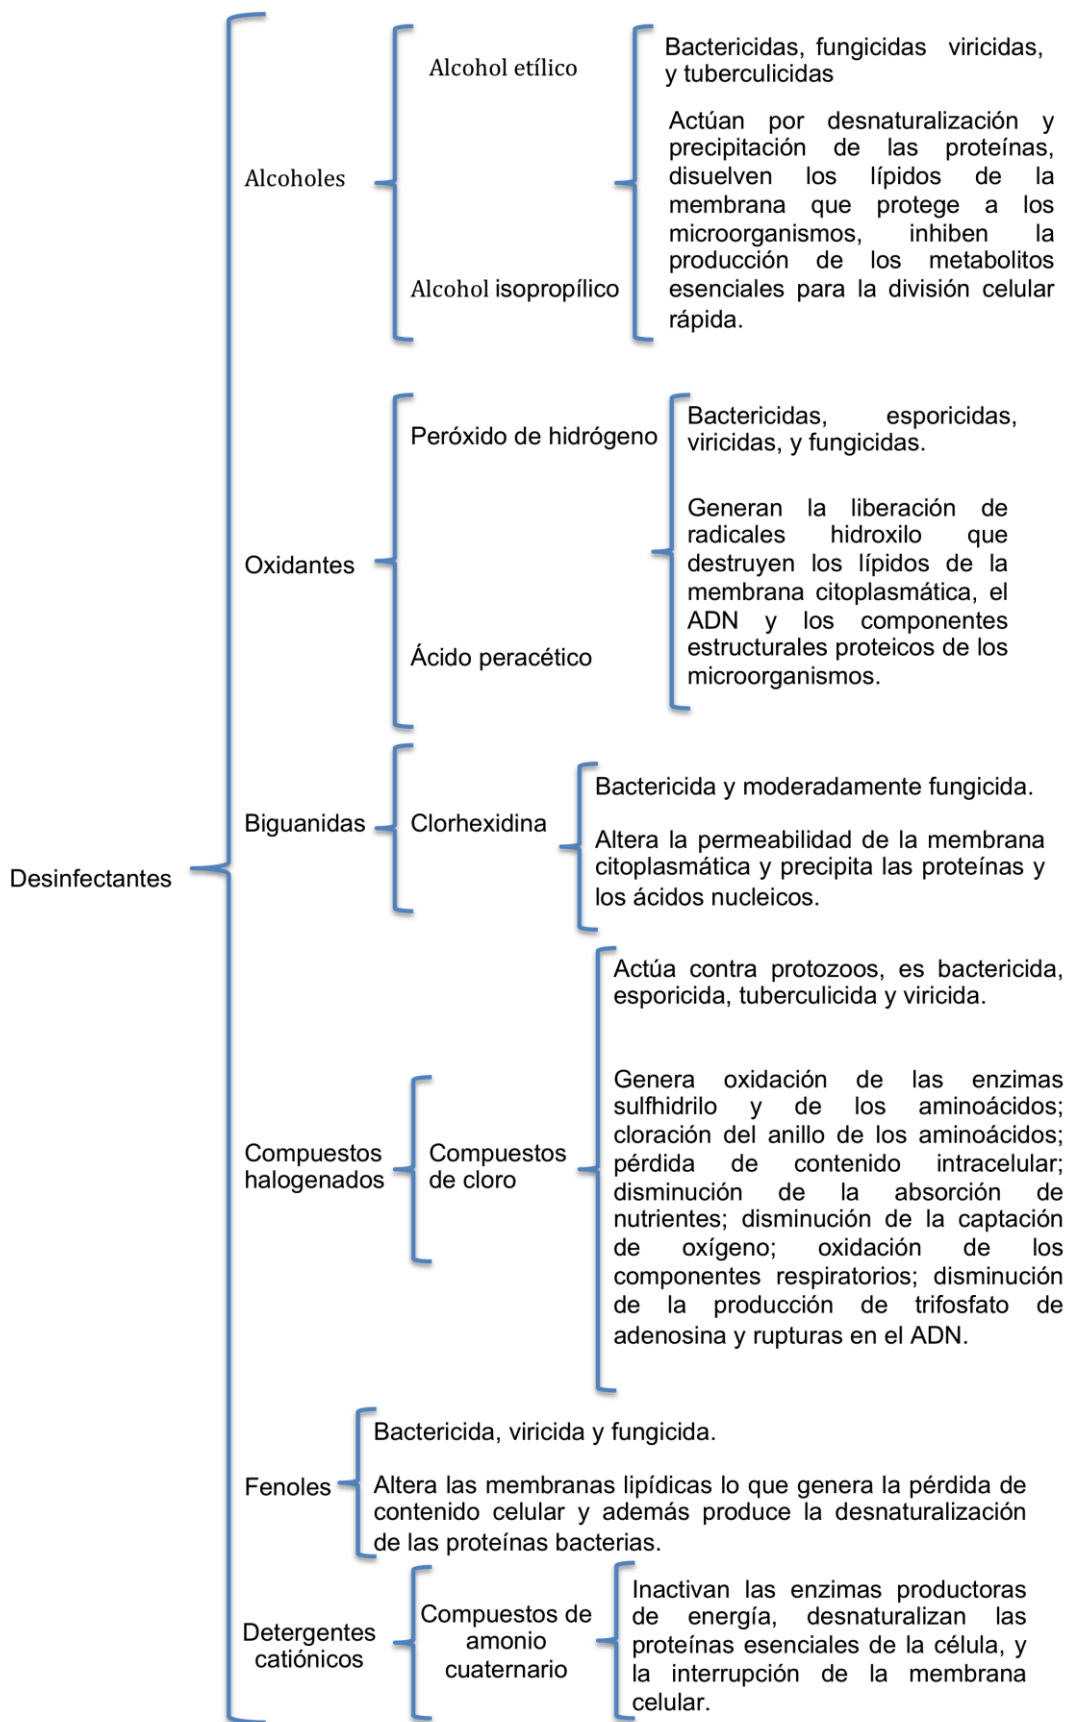 Desinfectantes
Alcoholes
Alcohol etílico
Alcohol isopropílico
Bactericidas, fungicidas viricidas,
y tuberculicidas
Actúan por desnaturalización y
precipitación de las proteínas,
disuelven los lípidos de la
membrana que protege a los
microorganismos, inhiben la
producción de los metabolitos
esenciales para la división celular
rápida.
Oxidantes
Peróxido de hidrógeno
Ácido peracético
Bactericidas, esporicidas,
viricidas, y fungicidas.
Generan la liberación de
radicales hidroxilo que
destruyen los lípidos de la
membrana citoplasmática, el
ADN y los componentes
estructurales proteicos de los
microorganismos.
Biguanidas
Clorhexidina
Bactericida y moderadamente fungicida.
Altera la permeabilidad de la membrana
citoplasmática y precipita las proteínas y
los ácidos nucleicos.
Compuestos
halogenados
Compuestos
de cloro
Actúa contra protozoos, es bactericida,
esporicida, tuberculicida y viricida.
Genera oxidación de las enzimas
sulfhidrilo y de los aminoácidos;
cloración del anillo de los aminoácidos;
pérdida de contenido intracelular;
disminución de la absorción de
nutrientes; disminución de la captación
de oxígeno; oxidación de los
componentes respiratorios; disminución
de la producción de trifosfato de
adenosina y rupturas en el ADN.
Fenoles
Bactericida, viricida y fungicida.
Altera las membranas lipídicas lo que genera la pérdida de
contenido celular y además produce la desnaturalización
de las proteínas bacterias.
Detergentes
catiónicos
Compuestos de
amonio
cuaternario
Inactivan las enzimas productoras
de energía, desnaturalizan las
proteínas esenciales de la célula, y
la interrupción de la membrana
celular.